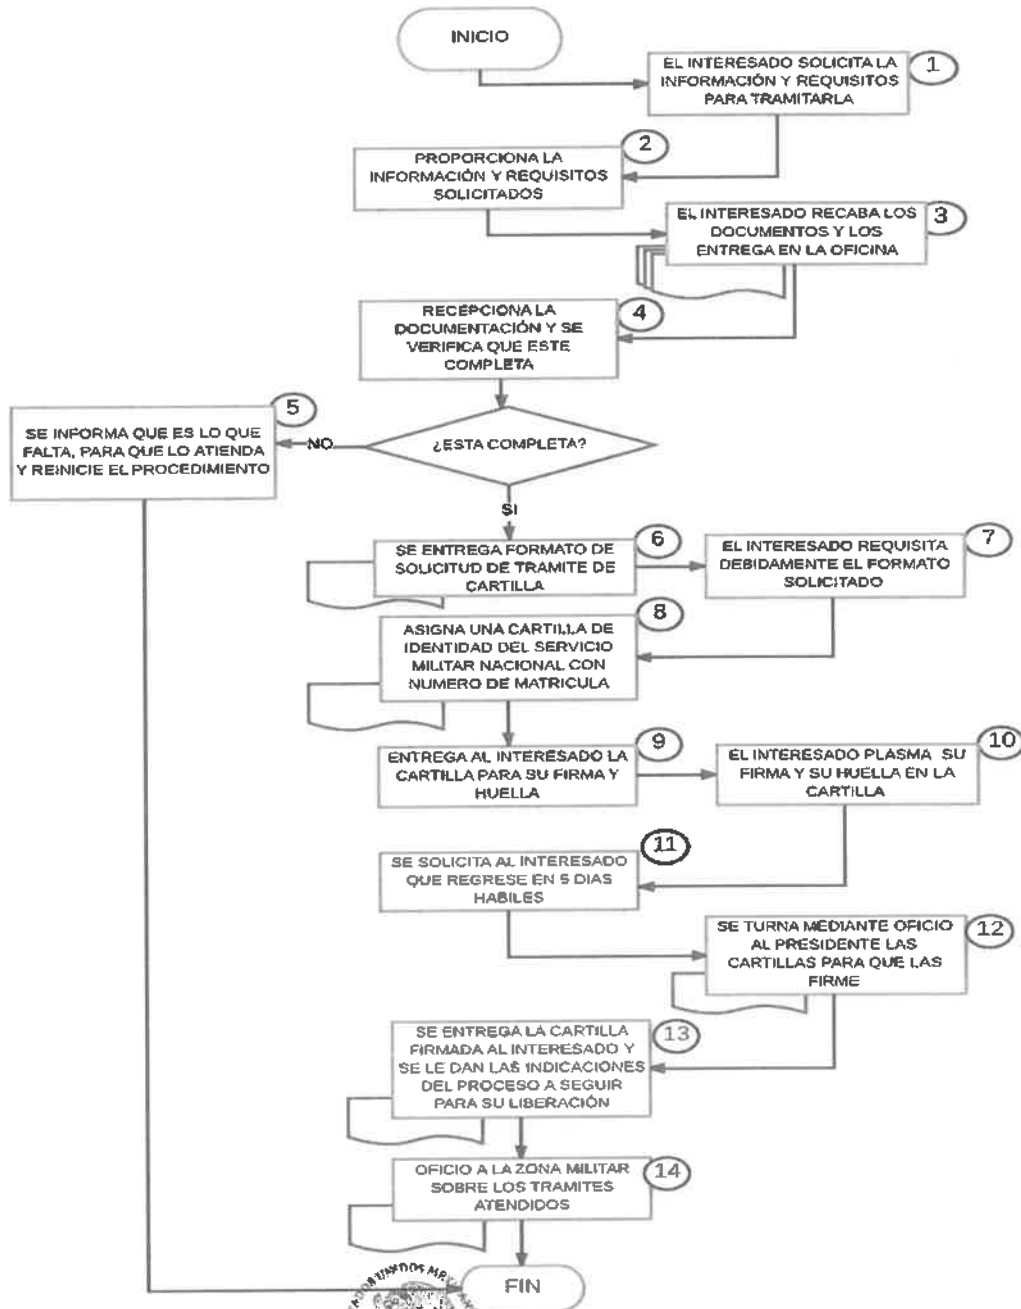 INICIO
1
EL INTERESADO SOLICITA LA
INFORMACIÓN Y REQUISITOS
PARA TRAMITARLA
2
PROPORCIONA LA
INFORMACIÓN Y REQUISITOS
SOLICITADOS
3
EL INTERESADO RECABA LOS
DOCUMENTOS Y LOS
ENTREGA EN LA OFICINA
4
RECEPCIONA LA
DOCUMENTACIÓN Y SE
VERIFICA QUE ESTE
COMPLETA
5
SE INFORMA QUE ES LO QUE
FALTA, PARA QUE LO ATIENDA
Y REINICIE EL PROCEDIMIENTO
NO
¿ESTA COMPLETA?
SI
6
SE ENTREGA FORMATO DE
SOLICITUD DE TRAMITE DE
CARTILLA
7
EL INTERESADO REQUISITA
DEBIDAMENTE EL FORMATO
SOLICITADO
8
ASIGNA UNA CARTILLA DE
IDENTIDAD DEL SERVICIO
MILITAR NACIONAL CON
NUMERO DE MATRICULA
9
ENTREGA AL INTERESADO LA
CARTILLA PARA SU FIRMA Y
HUELLA
10
EL INTERESADO PLASMA SU
FIRMA Y SU HUELLA EN LA
CARTILLA
11
SE SOLICITA AL INTERESADO
QUE REGRESE EN 5 DIAS
HABILES
12
SE TURNA MEDIANTE OFICIO
AL PRESIDENTE LAS
CARTILLAS PARA QUE LAS
FIRME
13
SE ENTREGA LA CARTILLA
FIRMADA AL INTERESADO Y
SE LE DAN LAS INDICACIONES
DEL PROCESO A SEGUIR
PARA SU LIBERACIÓN
14
OFICIO A LA ZONA MILITAR
SOBRE LOS TRAMITES
ATENDIDOS
FIN